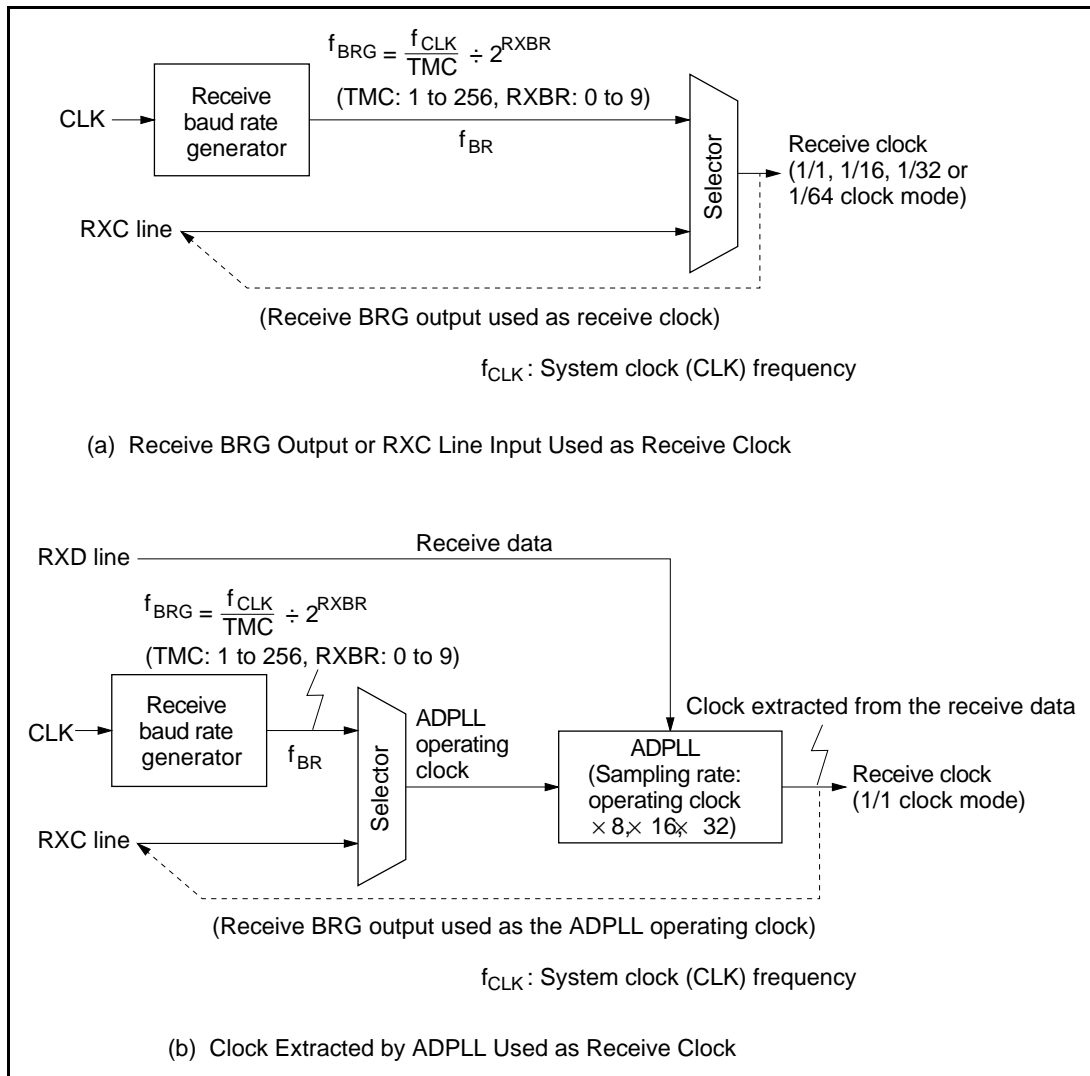 f_BRG = f_CLK / TMC ÷ 2^RXBR
(TMC: 1 to 256, RXBR: 0 to 9)
CLK
Receive
baud rate
generator
f_BR
Selector
Receive clock
(1/1, 1/16, 1/32 or
1/64 clock mode)
RXC line
(Receive BRG output used as receive clock)
f_CLK : System clock (CLK) frequency
(a) Receive BRG Output or RXC Line Input Used as Receive Clock
RXD line
Receive data
f_BRG = f_CLK / TMC ÷ 2^RXBR
(TMC: 1 to 256, RXBR: 0 to 9)
CLK
Receive
baud rate
generator
f_BR
Selector
ADPLL
operating
clock
ADPLL
(Sampling rate:
operating clock
× 8,× 16,× 32)
Clock extracted from the receive data
Receive clock
(1/1 clock mode)
RXC line
(Receive BRG output used as the ADPLL operating clock)
f_CLK : System clock (CLK) frequency
(b) Clock Extracted by ADPLL Used as Receive Clock